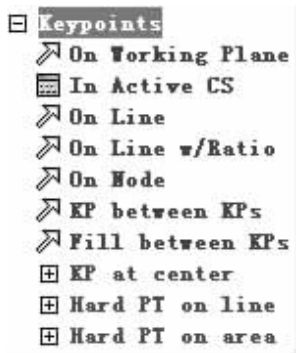 Keypoints
On Working Plane
In Active CS
On Line
On Line w/Ratio
On Node
KP between KPs
Fill between KPs
KP at center
Hard PT on line
Hard PT on area